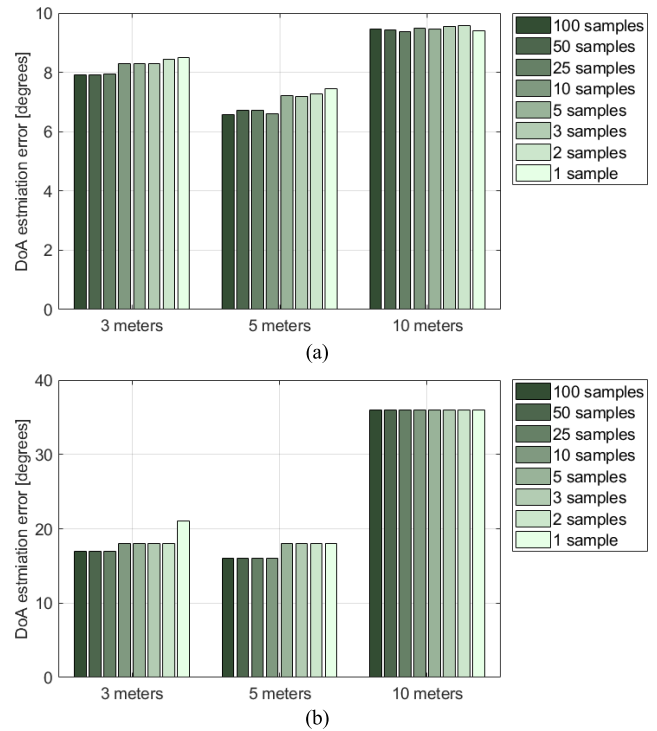 10
8
6
4
2
0
DoA estmiation error [degrees]
3 meters
5 meters
10 meters
100 samples
50 samples
25 samples
10 samples
5 samples
3 samples
2 samples
1 sample
(a)
40
30
20
10
0
DoA estmiation error [degrees]
3 meters
5 meters
10 meters
100 samples
50 samples
25 samples
10 samples
5 samples
3 samples
2 samples
1 sample
(b)